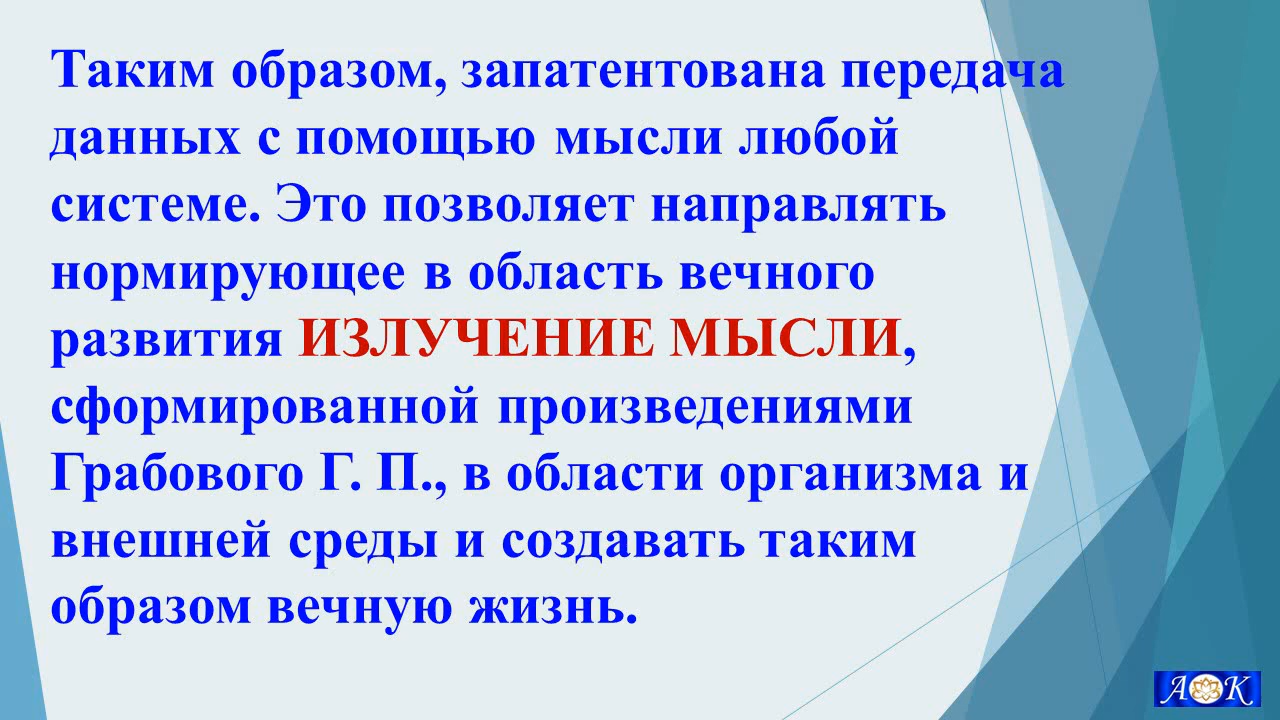 Таким образом, запатентована передача
данных с помощью мысли любой
системе. Это позволяет направлять
нормирующее в область вечного
развития ИЗЛУЧЕНИЕ МЫСЛИ,
сформированной произведениями
Грабового Г. П., в области организма и
внешней среды и создавать таким
образом вечную жизнь.
А К